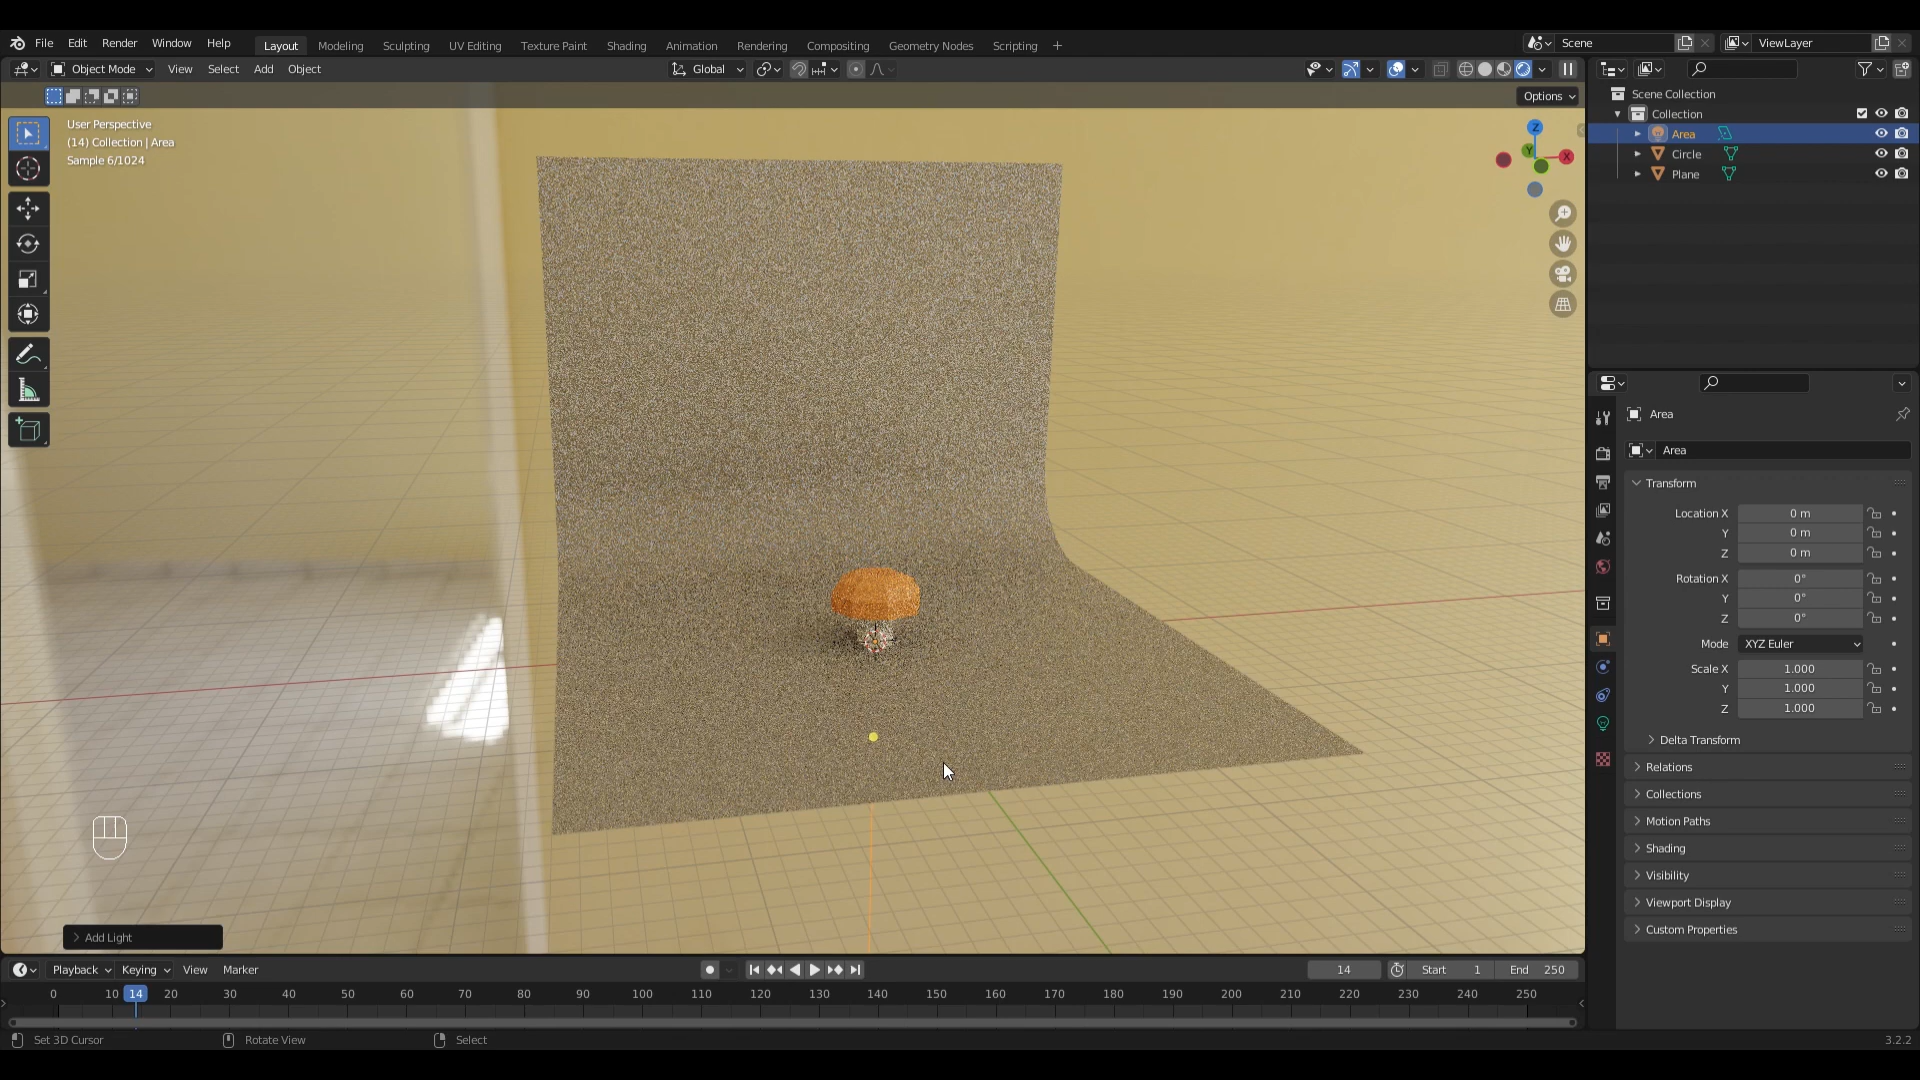 File Edit Render Window Help Layout Modeling Sculpting UV Editing Texture Paint Shading Animation Rendering Compositing Geometry Nodes Scripting + Scene ViewLayer
Object Mode View Select Add Object Global
Options
User Perspective
(14) Collection | Area
Sample 6/1024
Z
Y
X
Scene Collection
Collection
Area
Circle
Plane
Area
Area
Transform
Location X 0 m
Y 0 m
Z 0 m
Rotation X 0°
Y 0°
Z 0°
Mode XYZ Euler
Scale X 1.000
Y 1.000
Z 1.000
Delta Transform
Relations
Collections
Motion Paths
Shading
Visibility
Viewport Display
Custom Properties
Add Light
Playback Keying View Marker 14 Start 1 End 250
0 10 14 20 30 40 50 60 70 80 90 100 110 120 130 140 150 160 170 180 190 200 210 220 230 240 250
Set 3D Cursor Rotate View Select 3.2.2